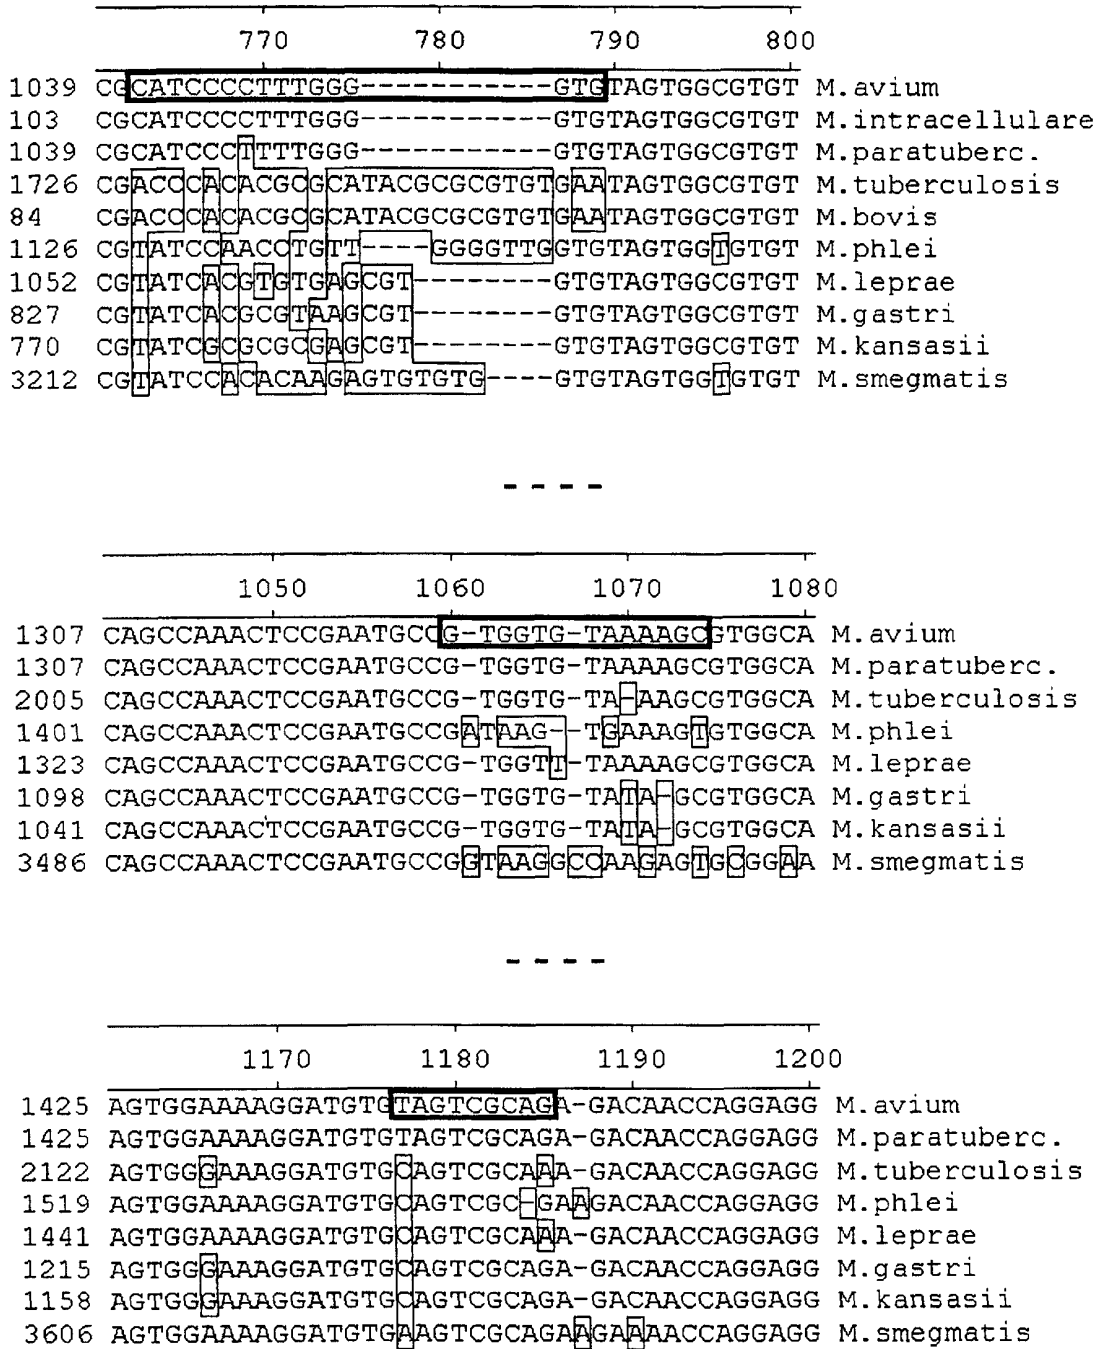 770 780 790 800
1039 CGCATCCCCTTTGGG-----------GTGTAGTGGCGTGT M.avium
103 CGCATCCCCTTTGGG-----------GTGTAGTGGCGTGT M.intracellulare
1039 CGCATCCCTTTTGGG-----------GTGTAGTGGCGTGT M.paratuberc.
1726 CGACCCACACGCGCATACGCGCGTGTGAATAGTGGCGTGT M.tuberculosis
84 CGACCCACACGCGCATACGCGCGTGTGAATAGTGGCGTGT M.bovis
1126 CGTATCCAACCTGTT----GGGGTTGGTGTAGTGGTGTGT M.phlei
1052 CGTATCACGTGTGAGCGT--------GTGTAGTGGCGTGT M.leprae
827 CGTATCACGCGTAAGCGT--------GTGTAGTGGCGTGT M.gastri
770 CGTATCGCGCGCGAGCGT--------GTGTAGTGGCGTGT M.kansasii
3212 CGTATCCACACAAGAGTGTGTG----GTGTAGTGGTGTGT M.smegmatis
- - - -
1050 1060 1070 1080
1307 CAGCCAAACTCCGAATGCCG-TGGTG-TAAAAGCGTGGCA M.avium
1307 CAGCCAAACTCCGAATGCCG-TGGTG-TAAAAGCGTGGCA M.paratuberc.
2005 CAGCCAAACTCCGAATGCCG-TGGTG-TA-AAGCGTGGCA M.tuberculosis
1401 CAGCCAAACTCCGAATGCCGATAAG--TGAAAGTGTGGCA M.phlei
1323 CAGCCAAACTCCGAATGCCG-TGGTT-TAAAAGCGTGGCA M.leprae
1098 CAGCCAAACTCCGAATGCCG-TGGTG-TATA-GCGTGGCA M.gastri
1041 CAGCCAAACTCCGAATGCCG-TGGTG-TATA-GCGTGGCA M.kansasii
3486 CAGCCAAACTCCGAATGCCGGTAAGGCCAAGAGTGCGGAA M.smegmatis
- - - -
1170 1180 1190 1200
1425 AGTGGAAAAGGATGTGTAGTCGCAGA-GACAACCAGGAGG M.avium
1425 AGTGGAAAAGGATGTGTAGTCGCAGA-GACAACCAGGAGG M.paratuberc.
2122 AGTGGGAAAGGATGTGCAGTCGCAAA-GACAACCAGGAGG M.tuberculosis
1519 AGTGGAAAAGGATGTGCAGTCGC-GAAGACAACCAGGAGG M.phlei
1441 AGTGGAAAAGGATGTGCAGTCGCAAA-GACAACCAGGAGG M.leprae
1215 AGTGGGAAAGGATGTGCAGTCGCAGA-GACAACCAGGAGG M.gastri
1158 AGTGGGAAAGGATGTGCAGTCGCAGA-GACAACCAGGAGG M.kansasii
3606 AGTGGAAAAGGATGTGAAGTCGCAGAAGAAAACCAGGAGG M.smegmatis